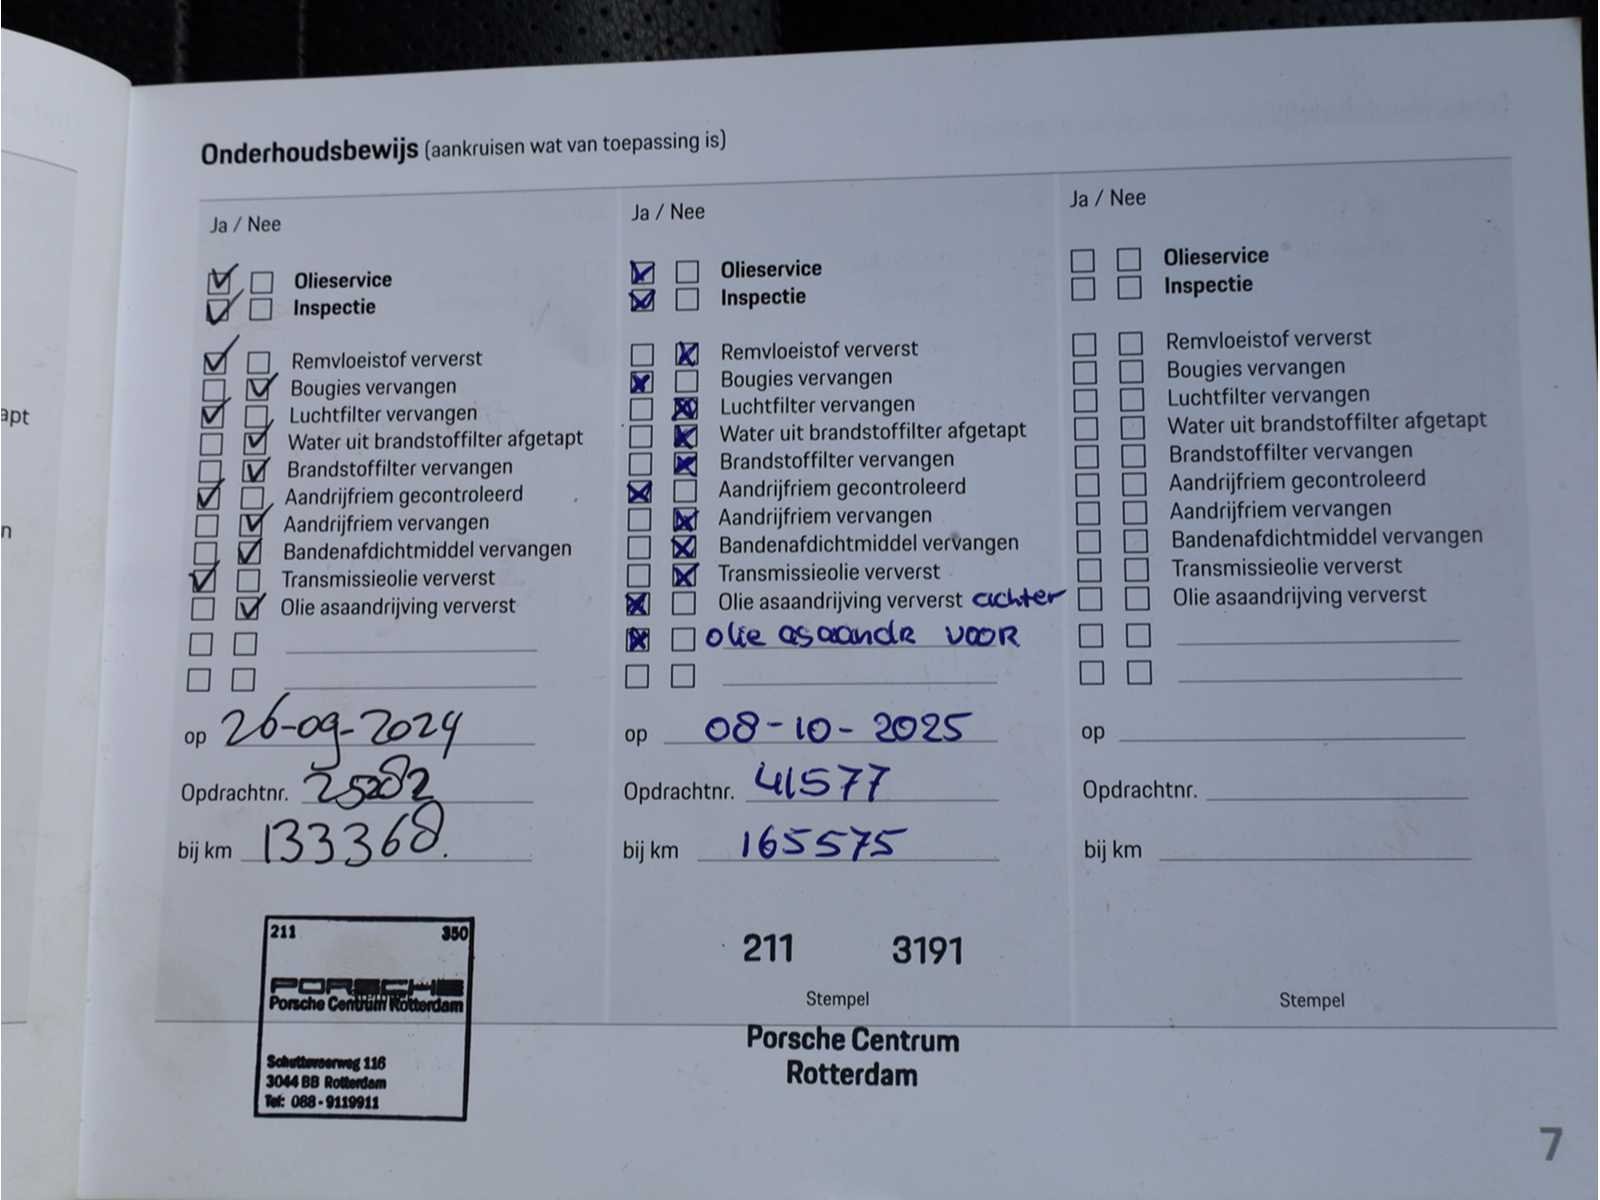 apt
n
Onderhoudsbewijs (aankruisen wat van toepassing is)
Ja / Nee
Olieservice
Inspectie
Remvloeistof ververst
Bougies vervangen
Luchtfilter vervangen
Water uit brandstoffilter afgetapt
Brandstoffilter vervangen
Aandrijfriem gecontroleerd
Aandrijfriem vervangen
Bandenafdichtmiddel vervangen
Transmissieolie ververst
Olie asaandrijving ververst
op 26-09-2024
Opdrachtnr. 25282
bij km 133368.
211 350
PORSCHE
Porsche Centrum Rotterdam
Schuttevaerweg 116
3044 BB Rotterdam
Tel: 088-9119911
Ja / Nee
Olieservice
Inspectie
Remvloeistof ververst
Bougies vervangen
Luchtfilter vervangen
Water uit brandstoffilter afgetapt
Brandstoffilter vervangen
Aandrijfriem gecontroleerd
Aandrijfriem vervangen
Bandenafdichtmiddel vervangen
Transmissieolie ververst
Olie asaandrijving ververst achter
olie asaandr voor
op 08-10-2025
Opdrachtnr. 41577
bij km 165575
211 3191
Stempel
Porsche Centrum
Rotterdam
Ja / Nee
Olieservice
Inspectie
Remvloeistof ververst
Bougies vervangen
Luchtfilter vervangen
Water uit brandstoffilter afgetapt
Brandstoffilter vervangen
Aandrijfriem gecontroleerd
Aandrijfriem vervangen
Bandenafdichtmiddel vervangen
Transmissieolie ververst
Olie asaandrijving ververst
op
Opdrachtnr.
bij km
Stempel
7